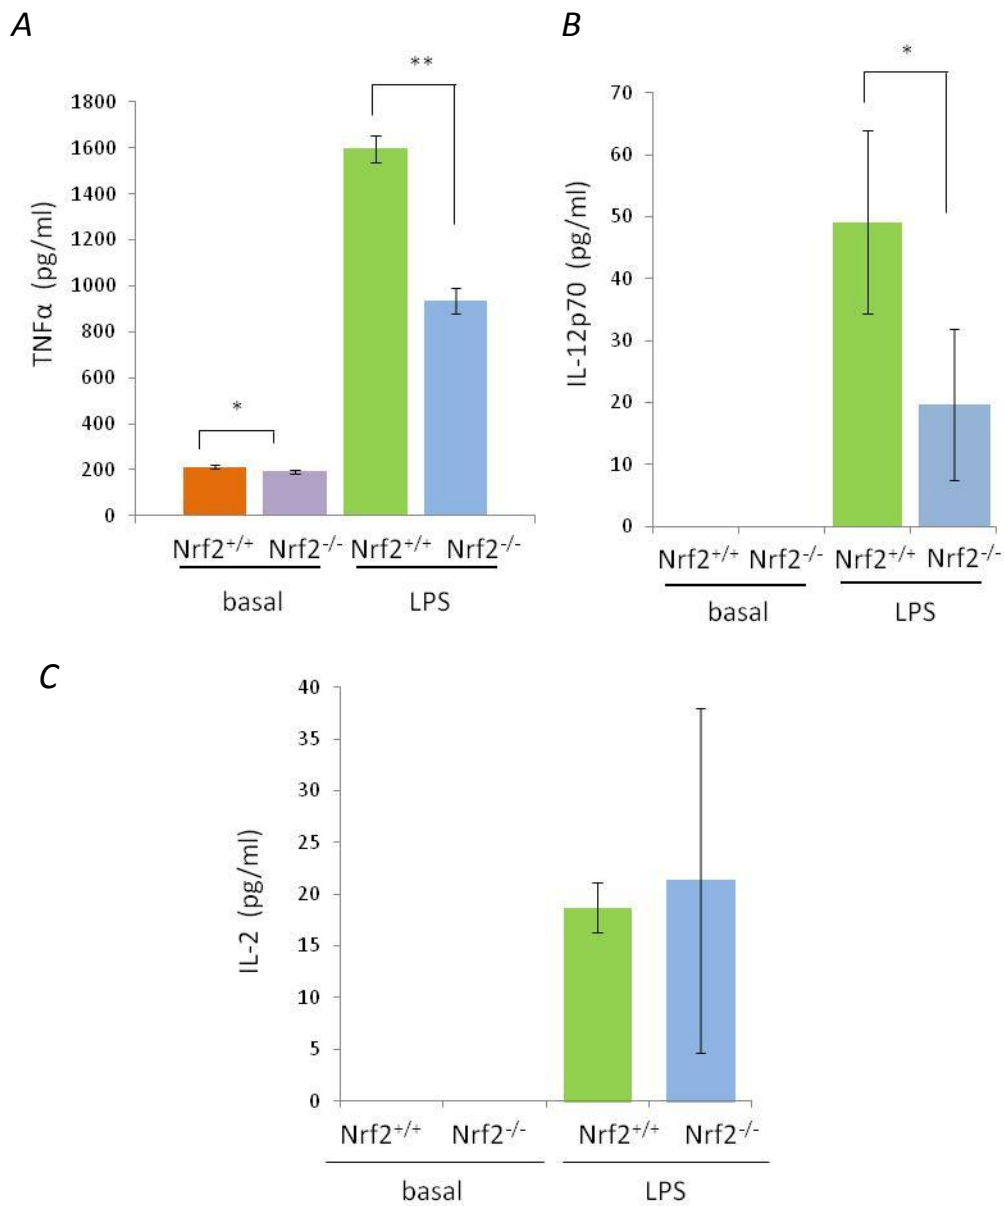 A
**
1800
1600
1400
1200
1000
800
600
400
200
0
TNFα (pg/ml)
*
Nrf2+/+ Nrf2-/- Nrf2+/+ Nrf2-/-
basal LPS
B
*
70
60
50
40
30
20
10
0
IL-12p70 (pg/ml)
Nrf2+/+ Nrf2-/- Nrf2+/+ Nrf2-/-
basal LPS
C
40
35
30
25
20
15
10
5
0
IL-2 (pg/ml)
Nrf2+/+ Nrf2-/- Nrf2+/+ Nrf2-/-
basal LPS